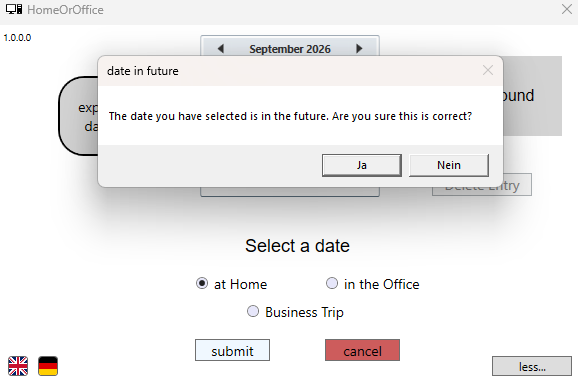 HomeOrOffice
1.0.0.0
September 2026
date in future
The date you have selected is in the future. Are you sure this is correct?
Ja
Nein
Select a date
at Home
in the Office
Business Trip
submit
cancel
less...